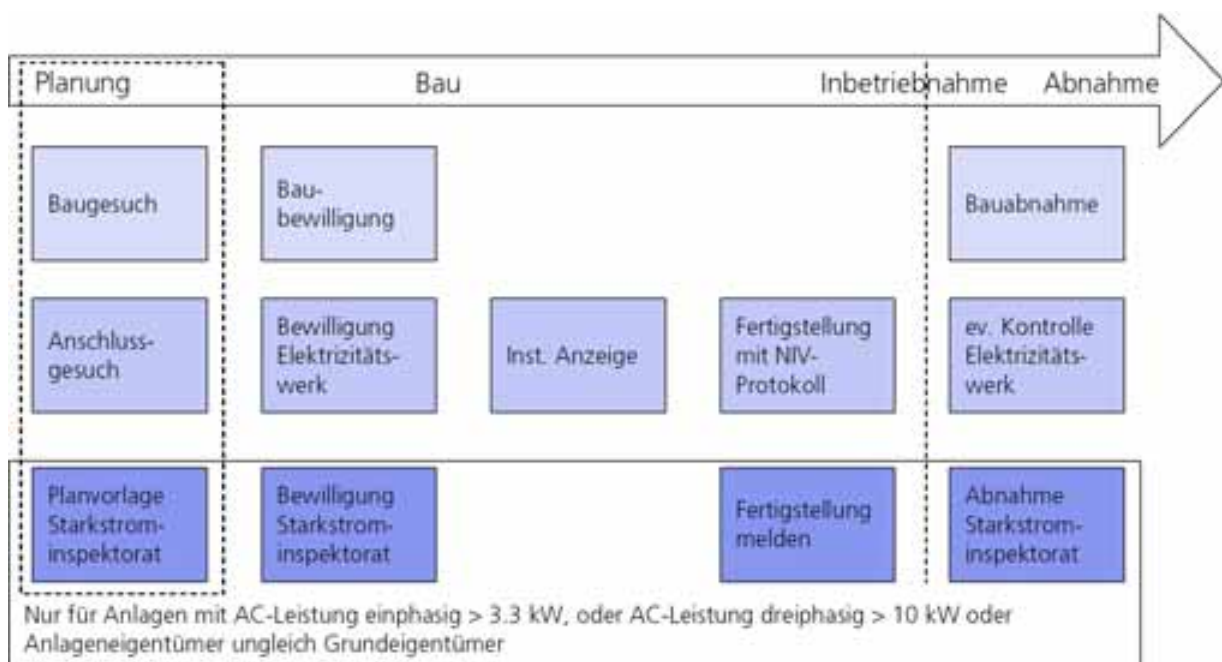 Planung Bau Inbetriebnahme Abnahme
Baugesuch
Bau-
bewilligung
Bauabnahme
Anschluss-
gesuch
Bewilligung
Elektrizitäts-
werk
Inst. Anzeige
Fertigstellung
mit NIV-
Protokoll
ev. Kontrolle
Elektrizitäts-
werk
Planvorlage
Starkstrom-
inspektorat
Bewilligung
Starkstrom-
inspektorat
Fertigstellung
melden
Abnahme
Starkstrom-
inspektorat
Nur für Anlagen mit AC-Leistung einphasig > 3.3 kW, oder AC-Leistung dreiphasig > 10 kW oder
Anlageneigentümer ungleich Grundeigentümer